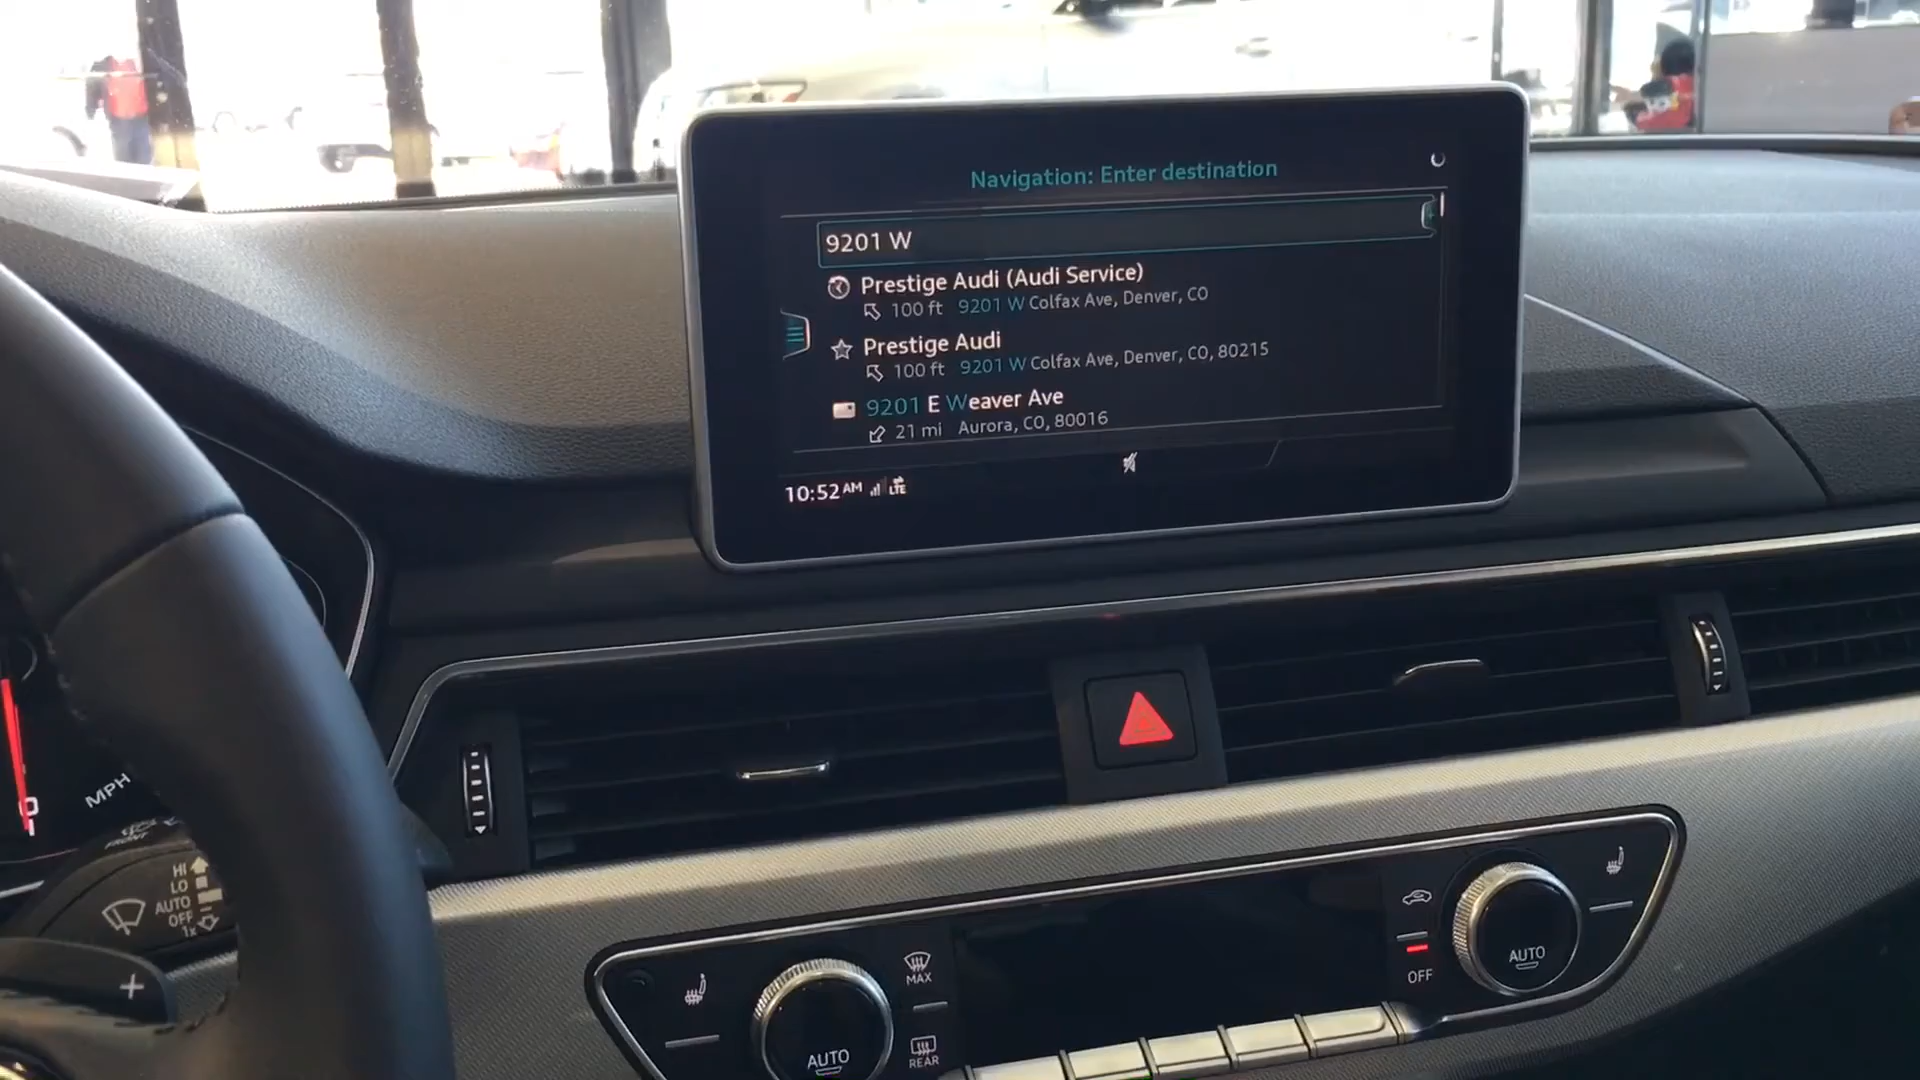 Navigation: Enter destination
9201 W
Prestige Audi (Audi Service)
100 ft 9201 W Colfax Ave, Denver, CO
Prestige Audi
100 ft 9201 W Colfax Ave, Denver, CO, 80215
9201 E Weaver Ave
21 mi Aurora, CO, 80016
10:52 AM LTE
MPH
0
FRONT
HI
LO
AUTO
OFF
1x
+
MAX
REAR
AUTO
OFF
AUTO